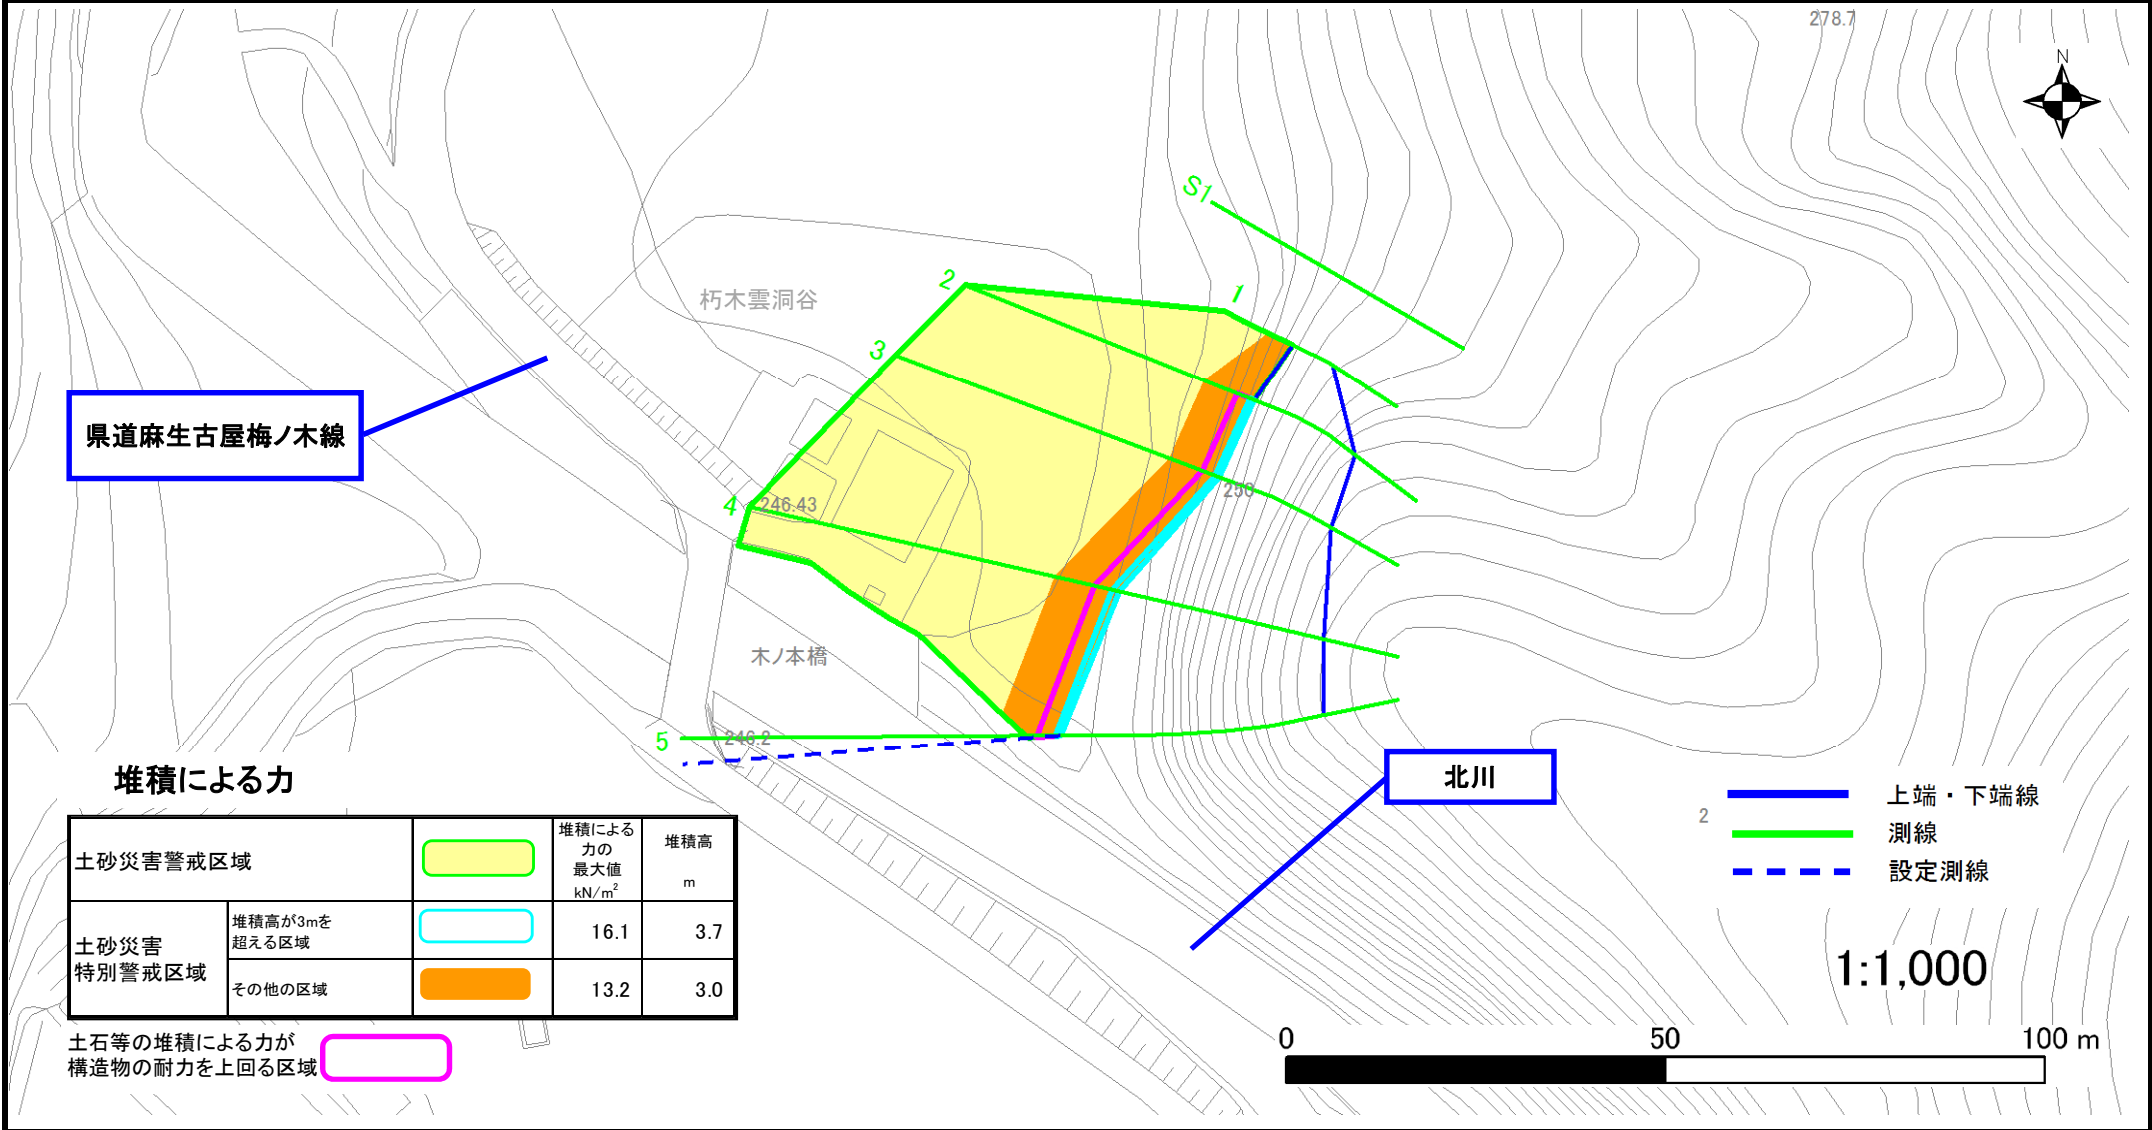 278.7
N
S1
1
2
朽木雲洞谷
3
県道麻生古屋梅ノ木線
250
4
246.43
木ノ本橋
5
246.2
北川
堆積による力
土砂災害警戒区域
堆積による
力の
最大値
kN/m²
堆積高
m
土砂災害
特別警戒区域
堆積高が3mを
超える区域
16.1
3.7
その他の区域
13.2
3.0
土石等の堆積による力が
構造物の耐力を上回る区域
2
上端・下端線
測線
設定測線
1:1,000
0
50
100 m